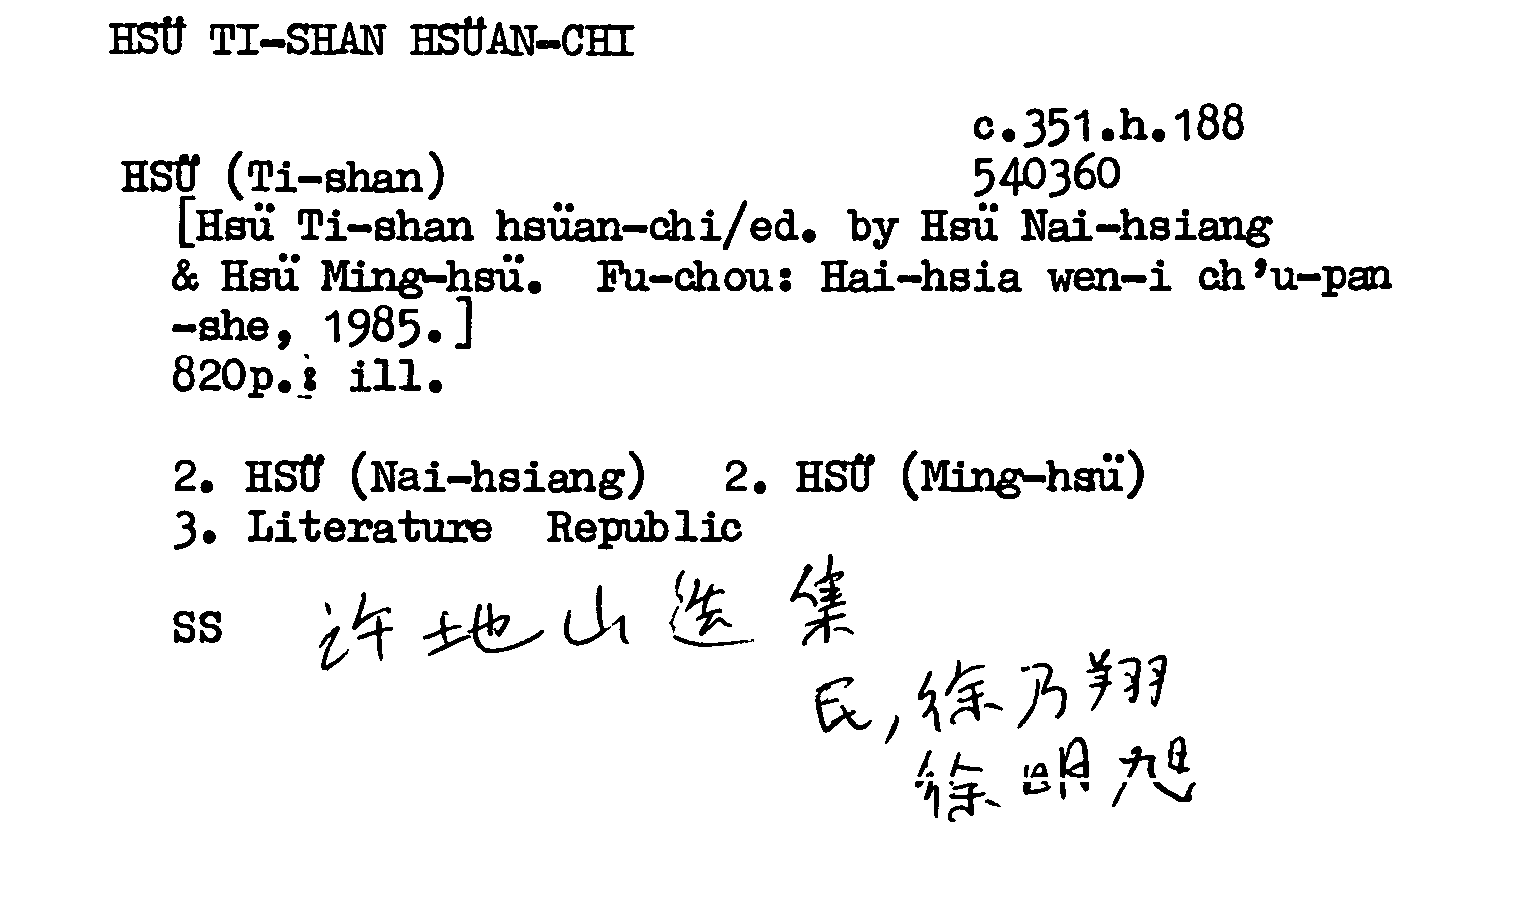 HSÜ TI-SHAN HSÜAN-CHI
c.351.h.188
HSÜ (Ti-shan) 540360
[Hsü Ti-shan hsüan-chi/ed. by Hsü Nai-hsiang
& Hsü Ming-hsü. Fu-chou: Hai-hsia wen-i ch'u-pan
-she, 1985.]
820p.: ill.
2. HSÜ (Nai-hsiang) 2. HSÜ (Ming-hsü)
3. Literature Republic
SS 许地山选集
民,徐乃翔
徐明旭